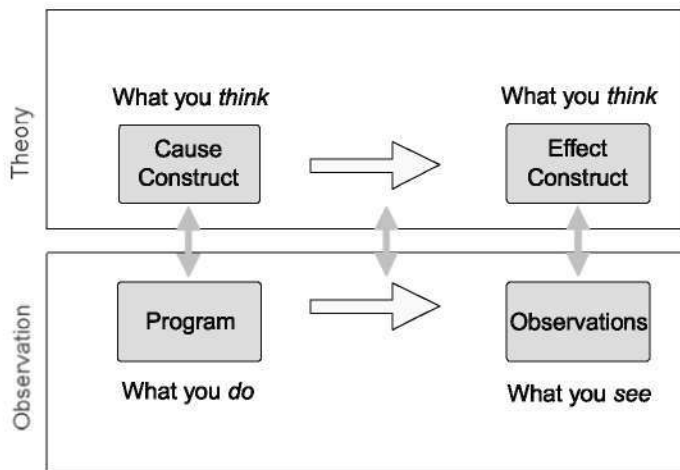 Theory
What you think
What you think
Cause
Construct
Effect
Construct
Observation
Program
Observations
What you do
What you see